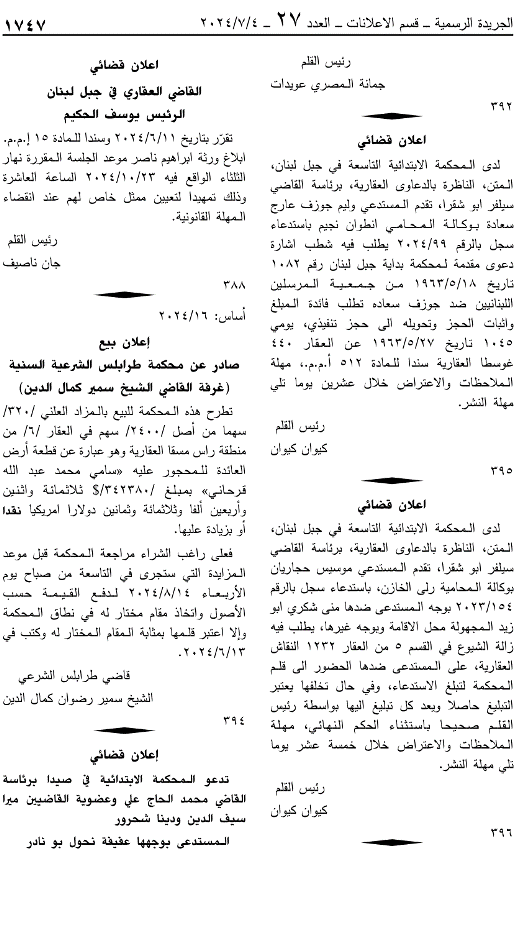 الجريدة الرسمية ـ قسم الاعلانات ـ العدد ٢٧ ـ ٢٠٢٤/٧/٤
١٧٤٧
رئيس القلم
جمانة المصري عويدات
٣٩٢
اعلان قضائي
لدى المحكمة الابتدائية التاسعة في جبل لبنان،
المتن، الناظرة بالدعاوى العقارية، برئاسة القاضي
سيلفر ابو شقرا، تقدم المستدعي وليم جوزف عارج
سعادة بوكالة المحامي انطوان نجيم باستدعاء
سجل بالرقم ٢٠٢٤/٩٩ يطلب فيه شطب اشارة
دعوى مقدمة لمحكمة بداية جبل لبنان رقم ١٠٨٢
تاريخ ١٩٦٣/٥/١٨ من جمعية المرسلين
اللبنانيين ضد جوزف سعاده تطلب فائدة المبلغ
واثبات الحجز وتحويله الى حجز تنفيذي، يومي
١٠٤٥ تاريخ ١٩٦٣/٥/٢٧ عن العقار ٤٤٠
غوسطا العقارية سندا للمادة ٥١٢ أ.م.م.، مهلة
الملاحظات والاعتراض خلال عشرين يوما تلي
مهلة النشر.
رئيس القلم
كيوان كيوان
٣٩٥
اعلان قضائي
لدى المحكمة الابتدائية التاسعة في جبل لبنان،
المتن، الناظرة بالدعاوى العقارية، برئاسة القاضي
سيلفر ابو شقرا، تقدم المستدعي موسيس حجاريان
بوكالة المحامية رلى الخازن، باستدعاء سجل بالرقم
٢٠٢٣/١٥٤ بوجه المستدعى ضدها منى شكري ابو
زيد المجهولة محل الاقامة وبوجه غيرها، يطلب فيه
زالة الشيوع في القسم ٥ من العقار ١٢٣٢ النقاش
العقارية، على المستدعى ضدها الحضور الى قلم
المحكمة لتبلغ الاستدعاء، وفي حال تخلفها يعتبر
التبليغ حاصلا ويعد كل تبليغ اليها بواسطة رئيس
القلم صحيحا باستثناء الحكم النهائي، مهلة
الملاحظات والاعتراض خلال خمسة عشر يوما
تلي مهلة النشر.
رئيس القلم
كيوان كيوان
٣٩٦
اعلان قضائي
القاضي العقاري في جبل لبنان
الرئيس يوسف الحكيم
تقرّر بتاريخ ٢٠٢٤/٦/١١ وسندا للمادة ١٥ إ.م.م.
ابلاغ ورثة ابراهيم ناصر موعد الجلسة المقررة نهار
الثلثاء الواقع فيه ٢٠٢٤/١٠/٢٣ الساعة العاشرة
وذلك تمهيدا لتعيين ممثل خاص لهم عند انقضاء
المهلة القانونية.
رئيس القلم
جان ناصيف
٣٨٨
أساس: ٢٠٢٤/١٦
إعلان بيع
صادر عن محكمة طرابلس الشرعية السنية
(غرفة القاضي الشيخ سمير كمال الدين)
تطرح هذه المحكمة للبيع بالمزاد العلني /٣٢٠/
سهما من أصل /٢٤٠٠/ سهم في العقار /٦/ من
منطقة راس مسقا العقارية وهو عبارة عن قطعة أرض
العائدة للمحجور عليه «سامي محمد عبد الله
قرحاني» بمبلغ /٣٤٢٣٨٠/$ ثلاثمائة واثنين
وأربعين ألفا وثلاثمائة وثمانين دولارا امريكيا نقدا
أو بزيادة عليها.
فعلى راغب الشراء مراجعة المحكمة قبل موعد
المزايدة التي ستجرى في التاسعة من صباح يوم
الأربعاء ٢٠٢٤/٨/١٤ لدفع القيمة حسب
الأصول واتخاذ مقام مختار له في نطاق المحكمة
وإلا اعتبر قلمها بمثابة المقام المختار له وكتب في
٢٠٢٤/٦/١٣.
قاضي طرابلس الشرعي
الشيخ سمير رضوان كمال الدين
٣٩٤
إعلان قضائي
تدعو المحكمة الابتدائية في صيدا برئاسة
القاضي محمد الحاج علي وعضوية القاضيين ميرا
سيف الدين ودينا شحرور
المستدعى بوجهها عفيفة نحول بو نادر